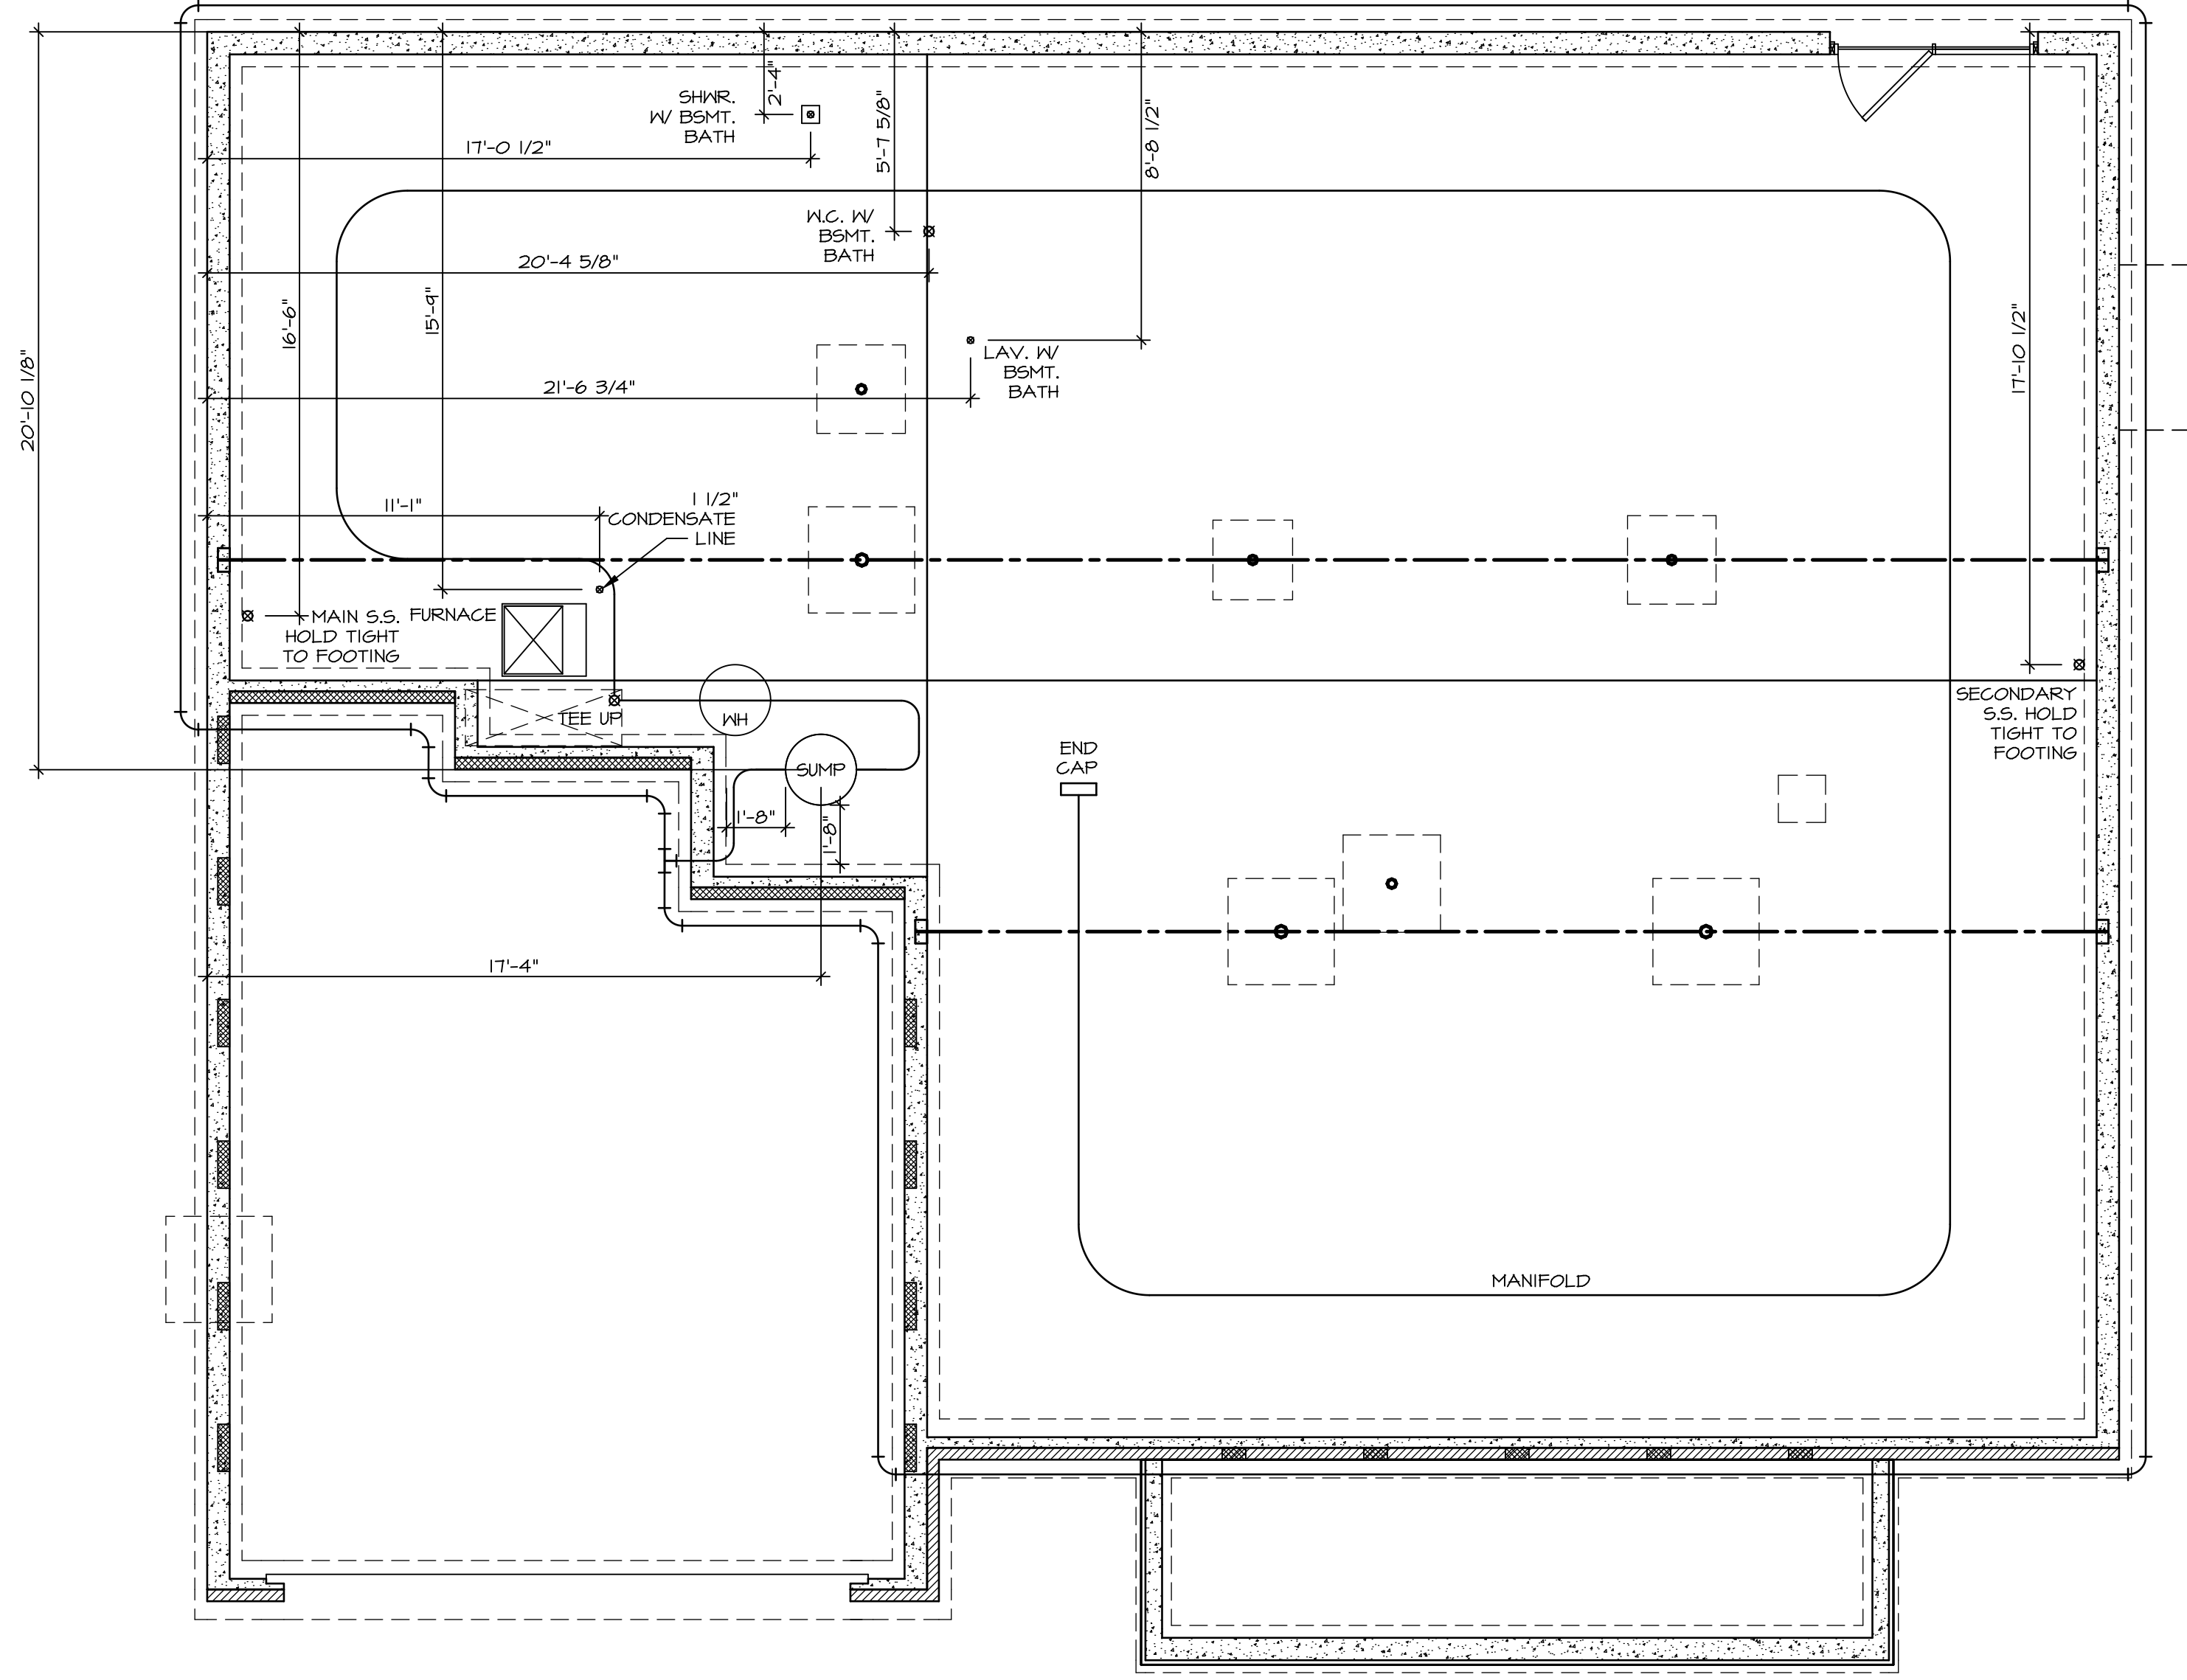 2'-4"
SHWR.
W/ BSMT.
BATH
17'-0 1/2"
5'-7 5/8"
8'-8 1/2"
W.C. W/
BSMT.
BATH
20'-4 5/8"
16'-6"
15'-9"
17'-10 1/2"
20'-10 1/8"
LAV. W/
BSMT.
BATH
21'-6 3/4"
11'-1"
1 1/2"
CONDENSATE
LINE
MAIN S.S.
HOLD TIGHT
TO FOOTING
FURNACE
TEE UP
WH
SUMP
END
CAP
SECONDARY
S.S. HOLD
TIGHT TO
FOOTING
1'-8"
1'-8"
17'-4"
MANIFOLD